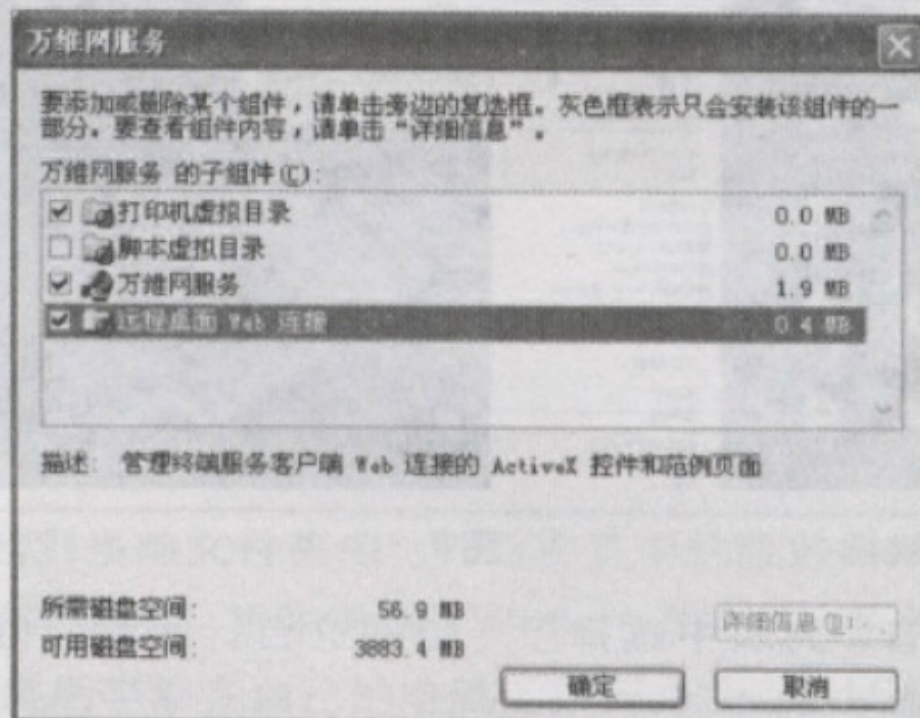 万维网服务
要添加或删除某个组件，请单击旁边的复选框。灰色框表示只会安装该组件的一
部分。要查看组件内容，请单击“详细信息”。
万维网服务 的子组件(C):
打印机虚拟目录 0.0 MB
脚本虚拟目录 0.0 MB
万维网服务 1.9 MB
远程桌面 Web 连接 0.4 MB
描述: 管理终端服务客户端 Web 连接的 ActiveX 控件和范例页面
所需磁盘空间: 56.9 MB
可用磁盘空间: 3883.4 MB
详细信息(D)...
确定 取消